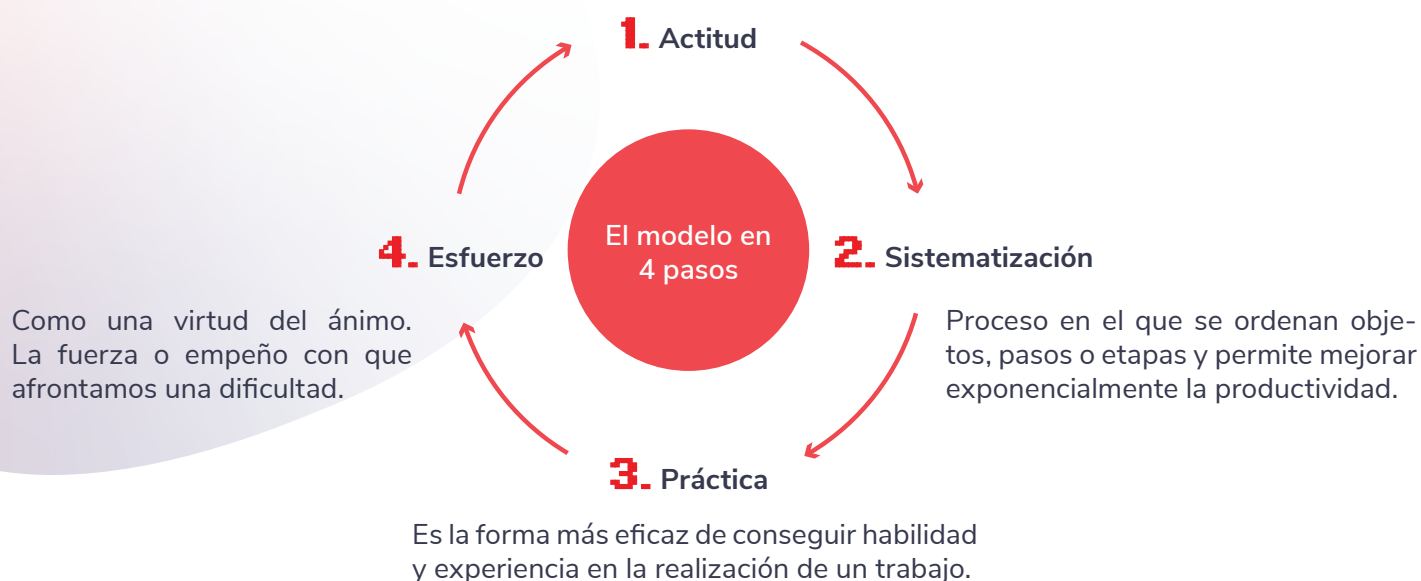 1. Actitud
El modelo en
4 pasos
2. Sistematización
Proceso en el que se ordenan obje-
tos, pasos o etapas y permite mejorar
exponencialmente la productividad.
3. Práctica
Es la forma más eficaz de conseguir habilidad
y experiencia en la realización de un trabajo.
4. Esfuerzo
Como una virtud del ánimo.
La fuerza o empeño con que
afrontamos una dificultad.